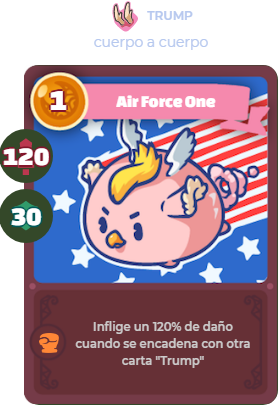 TRUMP
cuerpo a cuerpo
1
Air Force One
120
30
Inflige un 120% de daño
cuando se encadena con otra
carta "Trump"